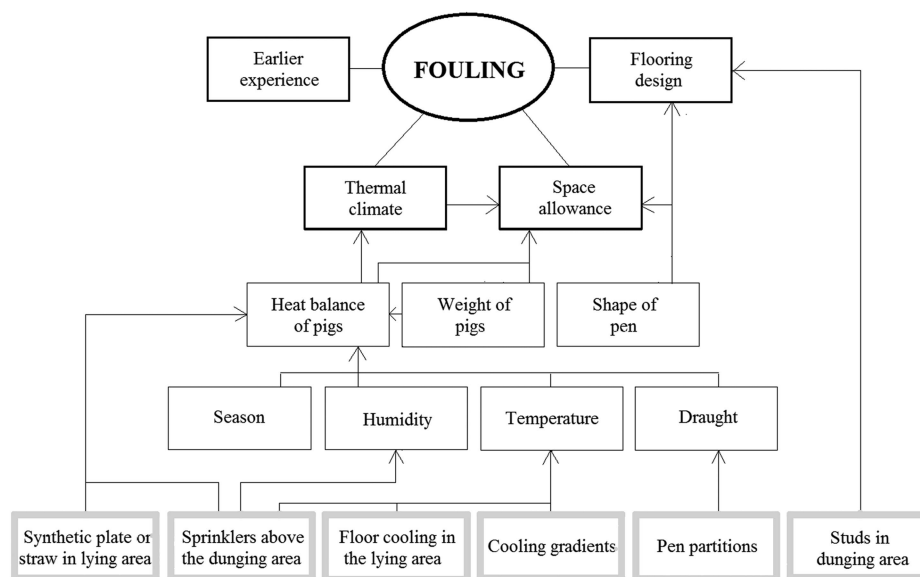 Earlier
experience
FOULING
Flooring
design
Thermal
climate
Space
allowance
Heat balance
of pigs
Weight of
pigs
Shape of
pen
Season
Humidity
Temperature
Draught
Synthetic plate or
straw in lying area
Sprinklers above
the dunging area
Floor cooling in
the lying area
Cooling gradients
Pen partitions
Studs in
dunging area